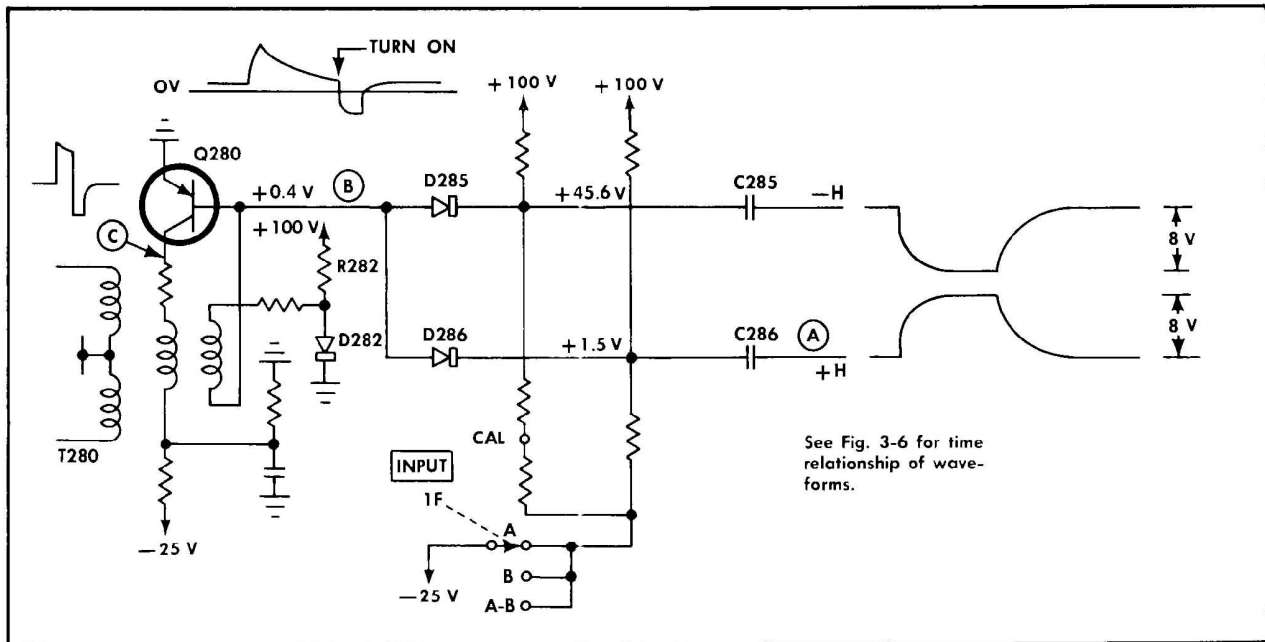 TURN ON
OV
+100 V
+100 V
Q280
+0.4 V
B
D285
+45.6 V
C285
—H
+100 V
C
R282
8 V
D282
D286
+1.5 V
C286
A
+H
8 V
T280
CAL
See Fig. 3-6 for time
relationship of wave-
forms.
INPUT
1F
A
—25 V
B
—25 V
A-B